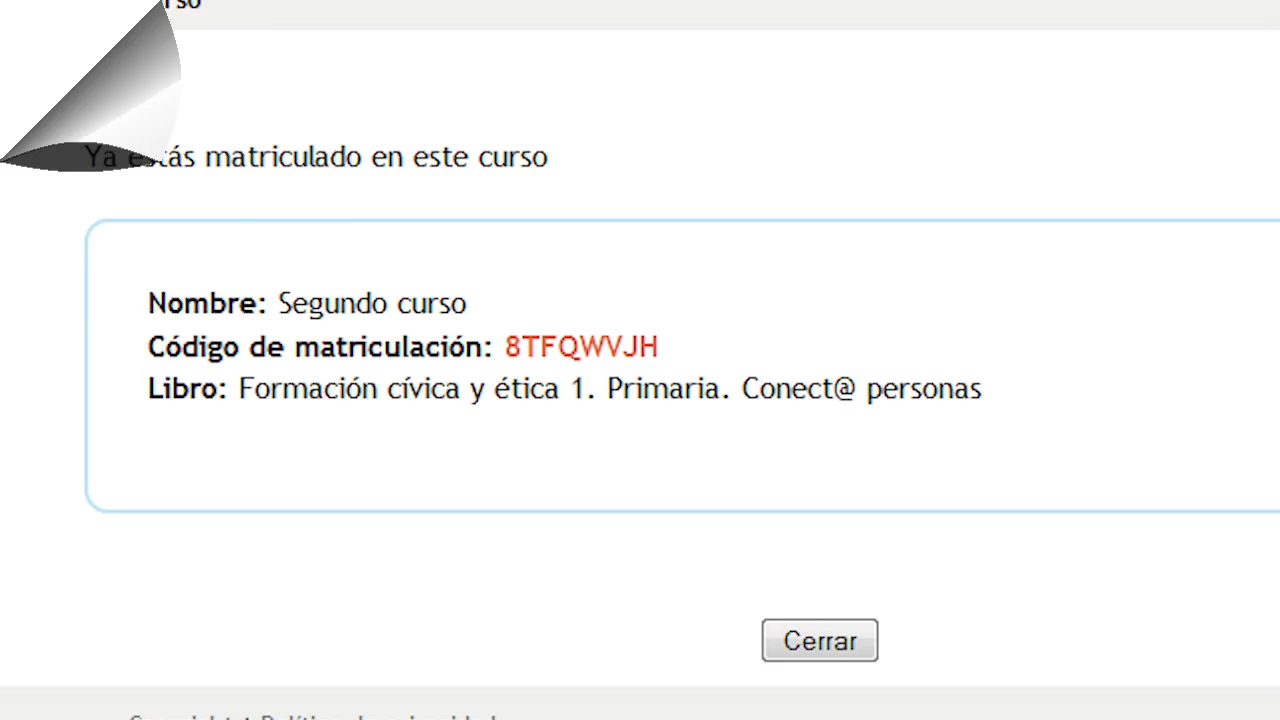 Ya estás matriculado en este curso
Nombre: Segundo curso
Código de matriculación: 8TFQWVJH
Libro: Formación cívica y ética 1. Primaria. Conect@ personas
Cerrar